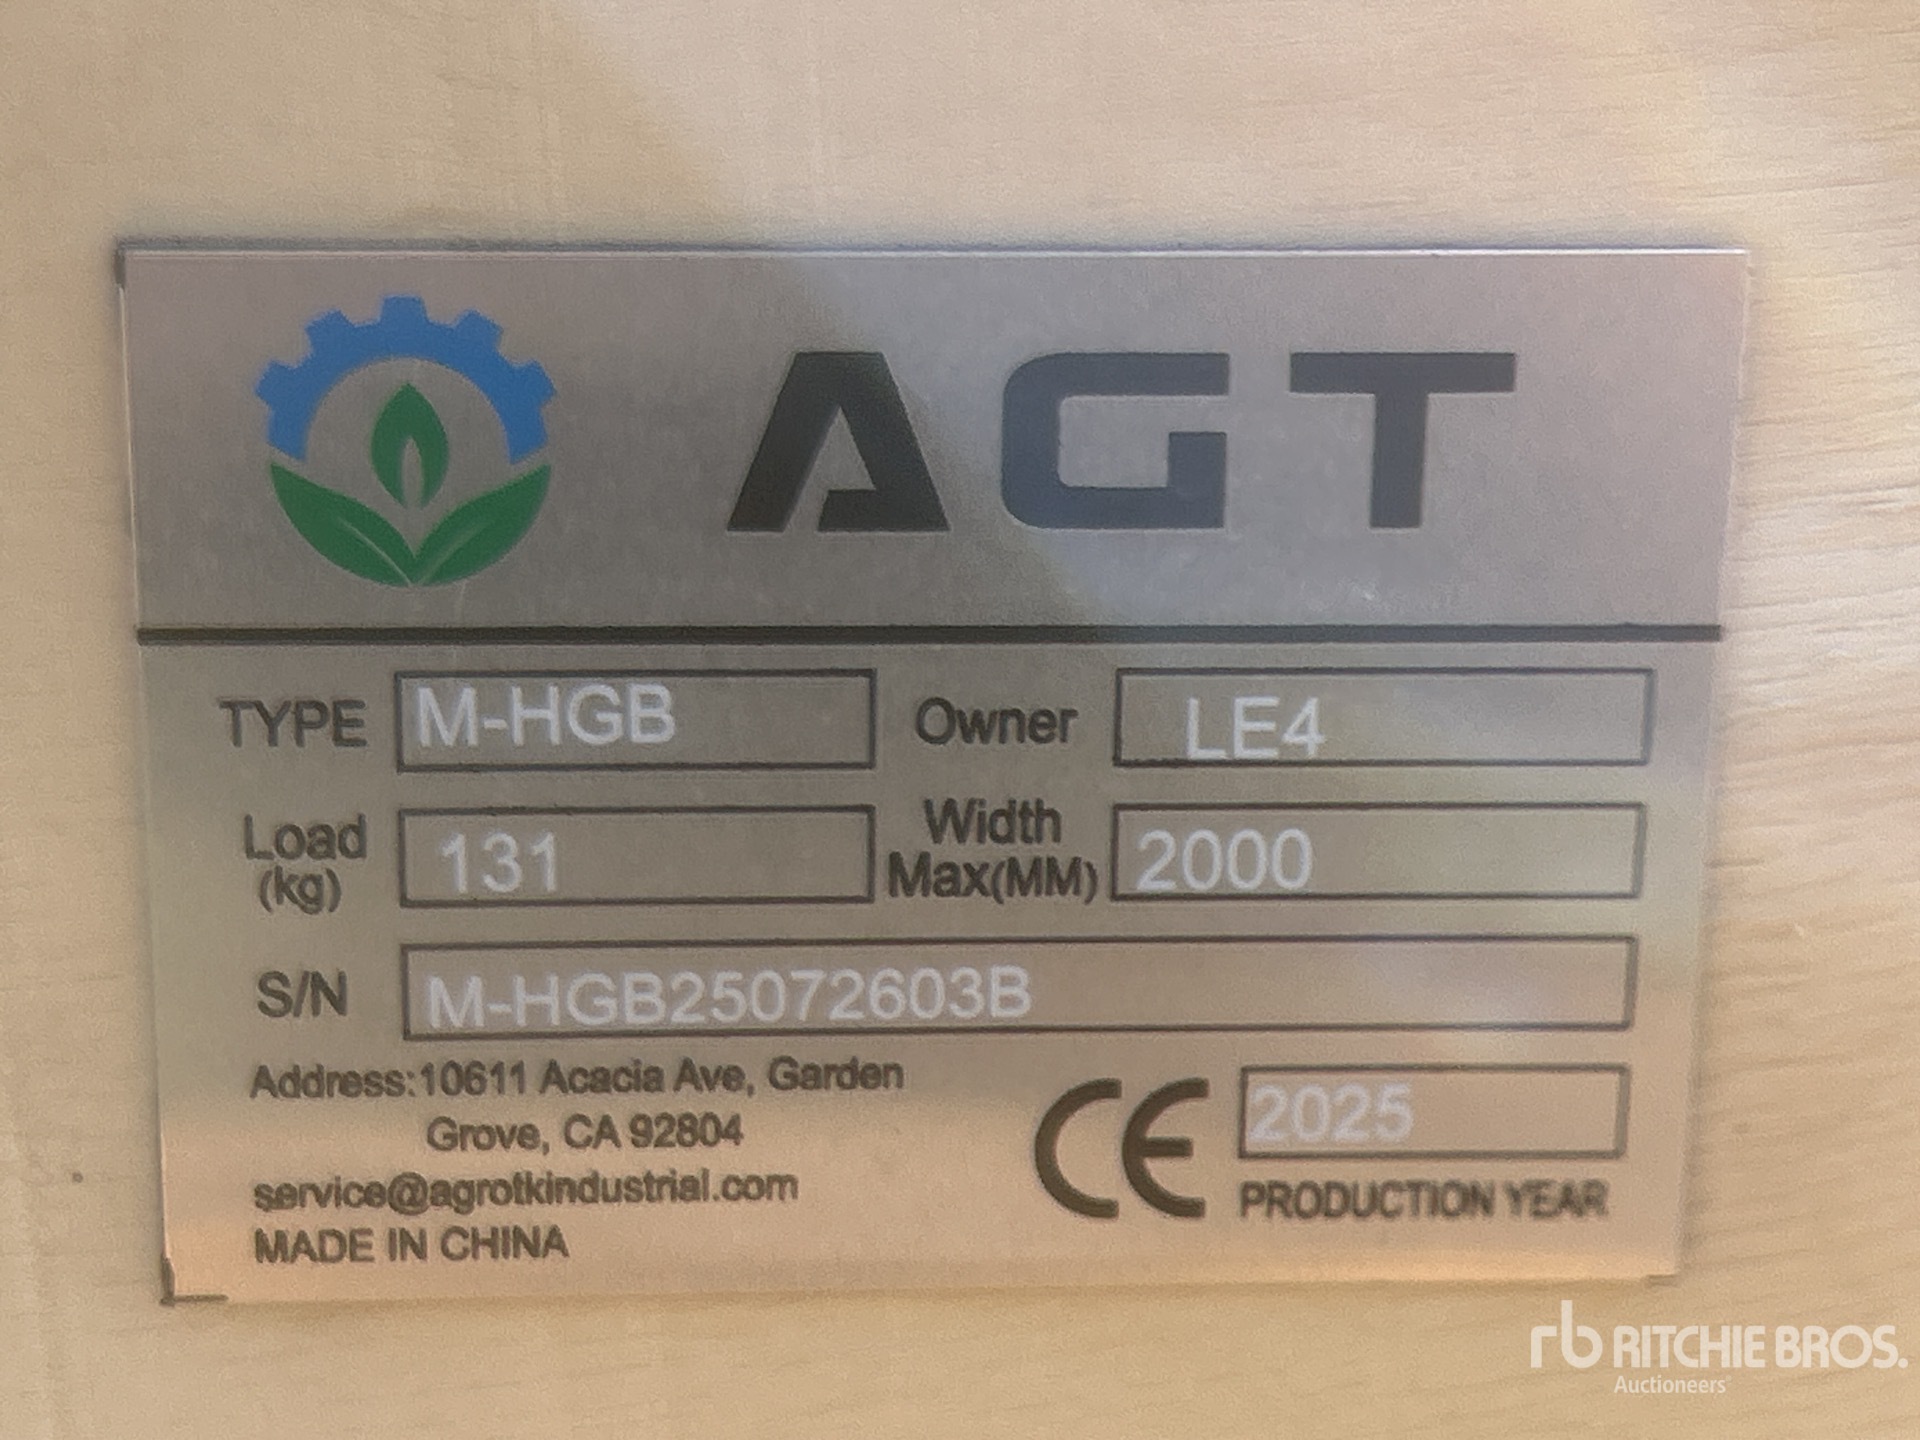 AGT
TYPE M-HGB Owner LE4
Load (kg) 131 Width Max(MM) 2000
S/N M-HGB25072603B
Address:10611 Acacia Ave, Garden
Grove, CA 92804
service@agrotkindustrial.com
MADE IN CHINA
CE 2025
PRODUCTION YEAR
rb RITCHIE BROS.
Auctioneers